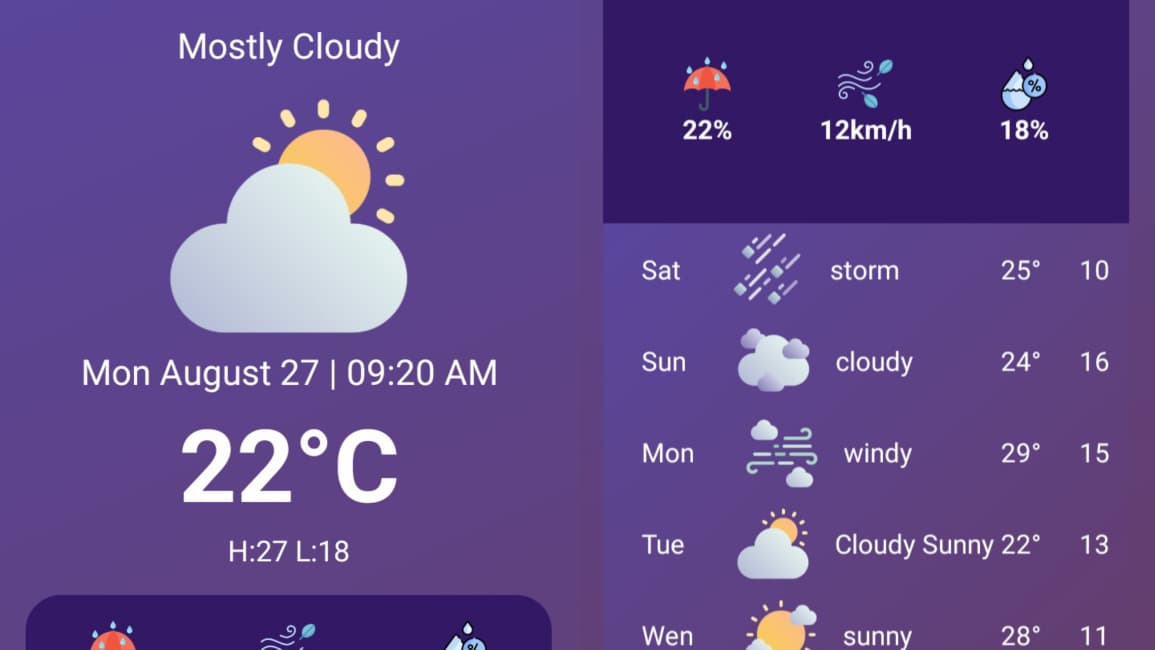 Mostly Cloudy
Mon August 27 | 09:20 AM
22°C
H:27 L:18
%
%
22% 12km/h 18%
Sat storm 25° 10
Sun cloudy 24° 16
Mon windy 29° 15
Tue Cloudy Sunny 22° 13
Wen sunny 28° 11